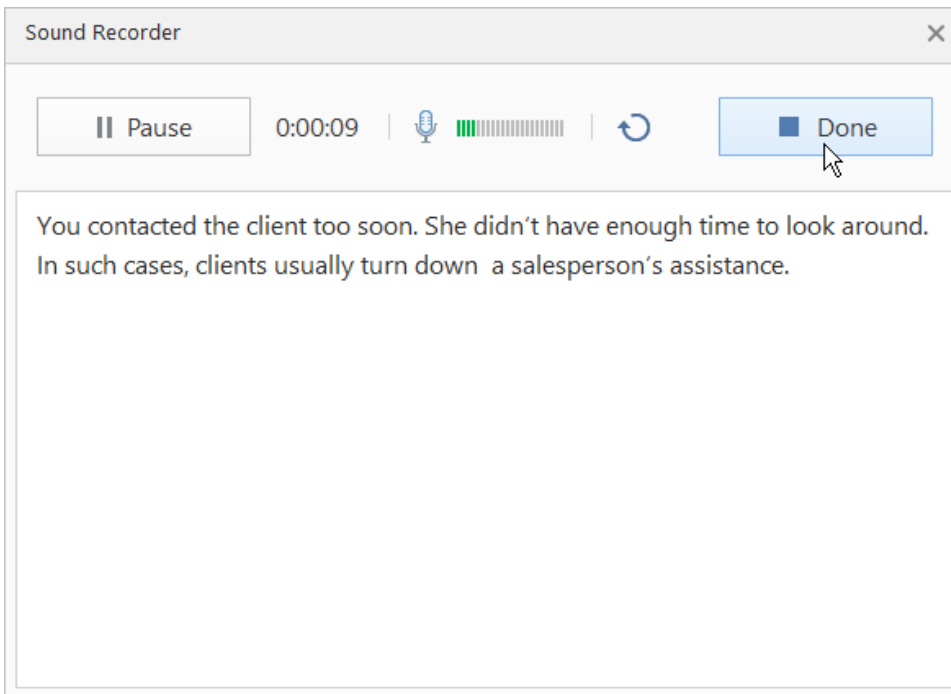 Sound Recorder
Pause 0:00:09 Done
You contacted the client too soon. She didn't have enough time to look around.
In such cases, clients usually turn down  a salesperson's assistance.